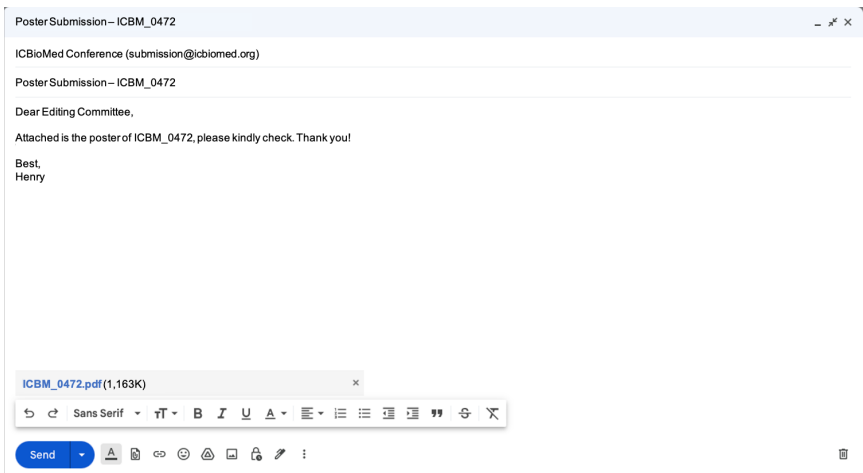 Poster Submission – ICBM_0472
ICBioMed Conference (submission@icbiomed.org)
Poster Submission – ICBM_0472
Dear Editing Committee,
Attached is the poster of ICBM_0472, please kindly check. Thank you!
Best,
Henry
ICBM_0472.pdf (1,163K)
Sans Serif
Send